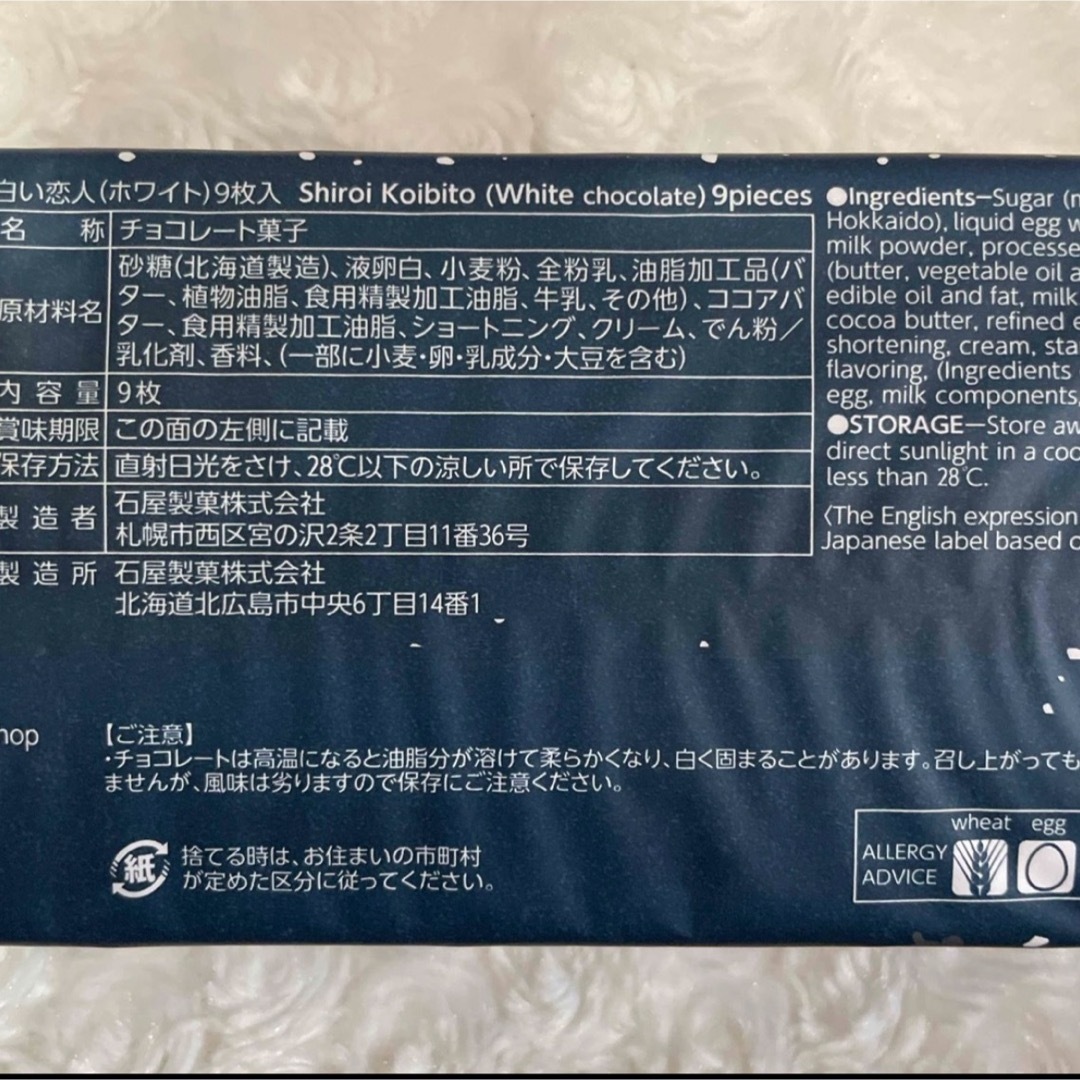 白い恋人(ホワイト)9枚入 Shiroi Koibito (White chocolate) 9pieces
名称 チョコレート菓子
原材料名 砂糖(北海道製造)、液卵白、小麦粉、全粉乳、油脂加工品(バ
ター、植物油脂、食用精製加工油脂、牛乳、その他)、ココアバ
ター、食用精製加工油脂、ショートニング、クリーム、でん粉/
乳化剤、香料、(一部に小麦・卵・乳成分・大豆を含む)
内容量 9枚
賞味期限 この面の左側に記載
保存方法 直射日光をさけ、28℃以下の涼しい所で保存してください。
製造者 石屋製菓株式会社
札幌市西区宮の沢2条2丁目11番36号
製造所 石屋製菓株式会社
北海道北広島市中央6丁目14番1
●Ingredients—Sugar
Hokkaido), liquid egg
milk powder,
(butter, vegetable oil
edible oil and fat, milk
cocoa butter, refined
shortening, cream,
flavoring, (Ingredients
egg, milk components
●STORAGE—Store
direct sunlight in a
less than 28℃.
〈The English expression
Japanese label based
【ご注意】
・チョコレートは高温になると油脂分が溶けて柔らかくなり、白く固まることがあります。召し上がっても
ませんが、風味は劣りますので保存にご注意ください。
紙 捨てる時は、お住まいの市町村
が定めた区分に従ってください。
ALLERGY ADVICE wheat egg